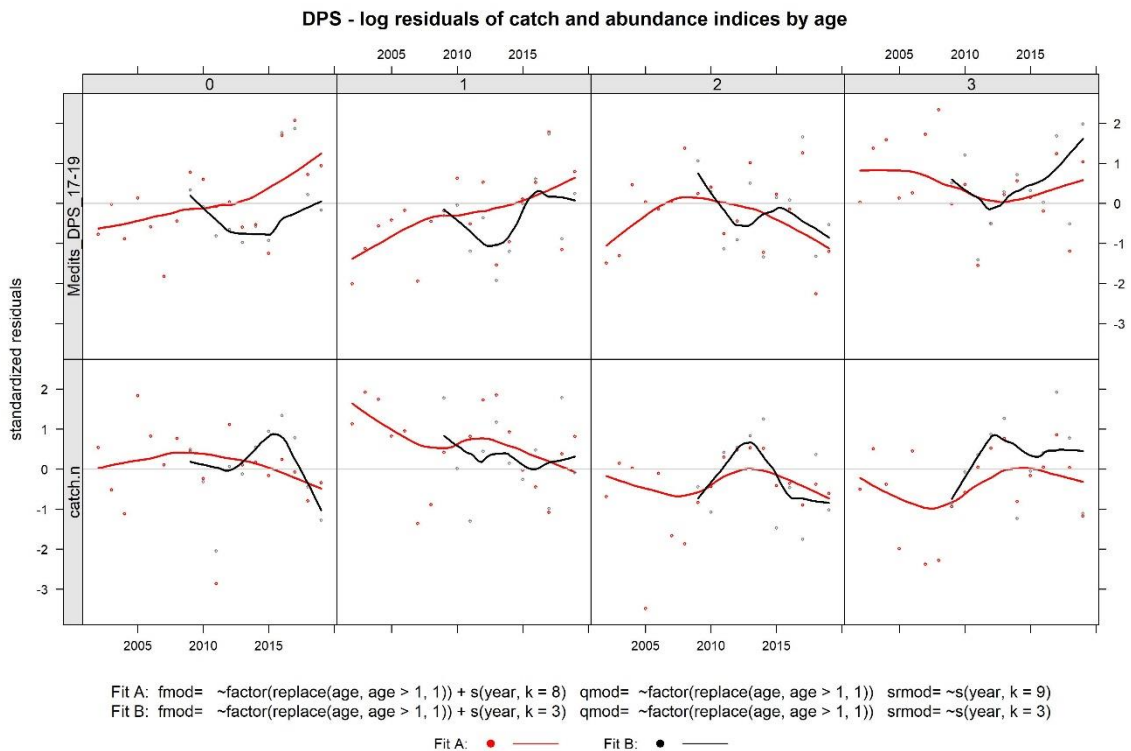 DPS - log residuals of catch and abundance indices by age
2005 2010 2015 2005 2010 2015
0 1 2 3
Medits_DPS_17-19
2
1
0
-1
-2
-3
standardized residuals
catch.n
2
1
0
-1
-2
-3
2005 2010 2015 2005 2010 2015
Fit A: fmod= ~factor(replace(age, age > 1, 1)) + s(year, k = 8) qmod= ~factor(replace(age, age > 1, 1)) srmod= ~s(year, k = 9)
Fit B: fmod= ~factor(replace(age, age > 1, 1)) + s(year, k = 3) qmod= ~factor(replace(age, age > 1, 1)) srmod= ~s(year, k = 3)
Fit A: Fit B: